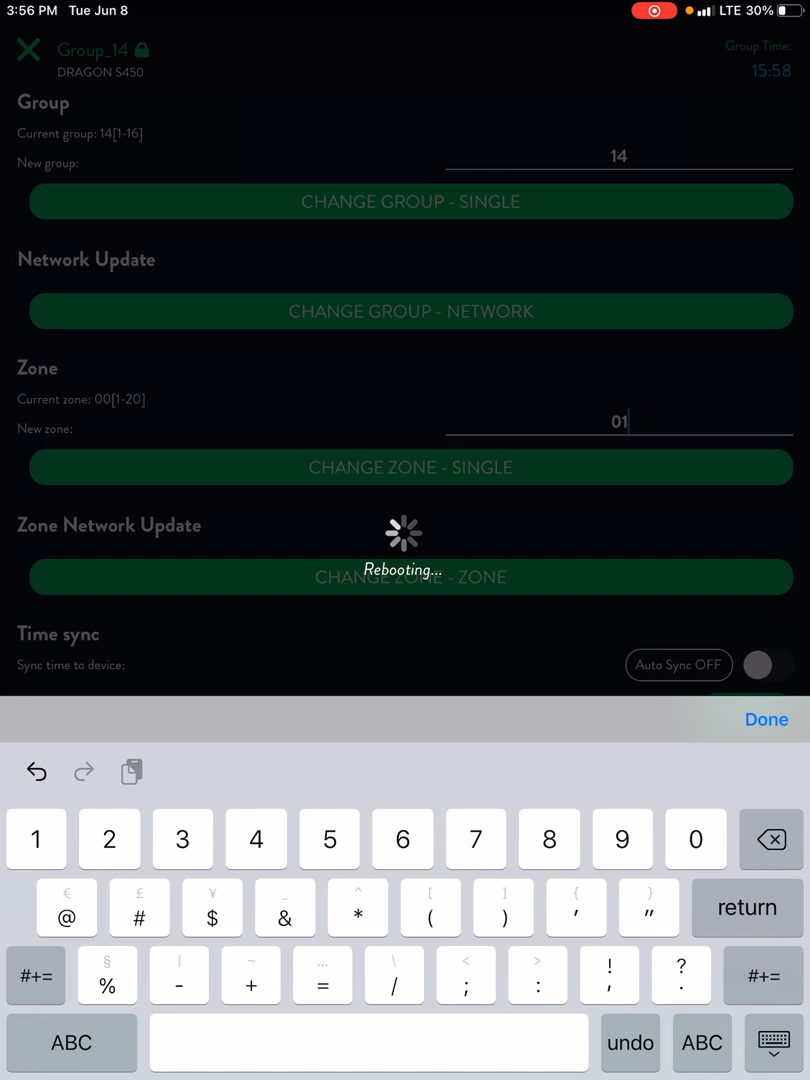 3:56 PM Tue Jun 8 LTE 30%
Group_14 Group Time:
DRAGON S450 15:58
Group
Current group: 14[1-16]
New group: 14
CHANGE GROUP - SINGLE
Network Update
CHANGE GROUP - NETWORK
Zone
Current zone: 00[1-20]
New zone: 01
CHANGE ZONE - SINGLE
Zone Network Update
Rebooting...
CHANGE ZONE - ZONE
Time sync
Sync time to device: Auto Sync OFF
Done
1 2 3 4 5 6 7 8 9 0
€ £ ¥ _ ^ [ ] { }
@ # $ & * ( ) ' " return
§ | ~ … \ < > ! ?
#+= % - + = / ; : , . #+=
ABC undo ABC